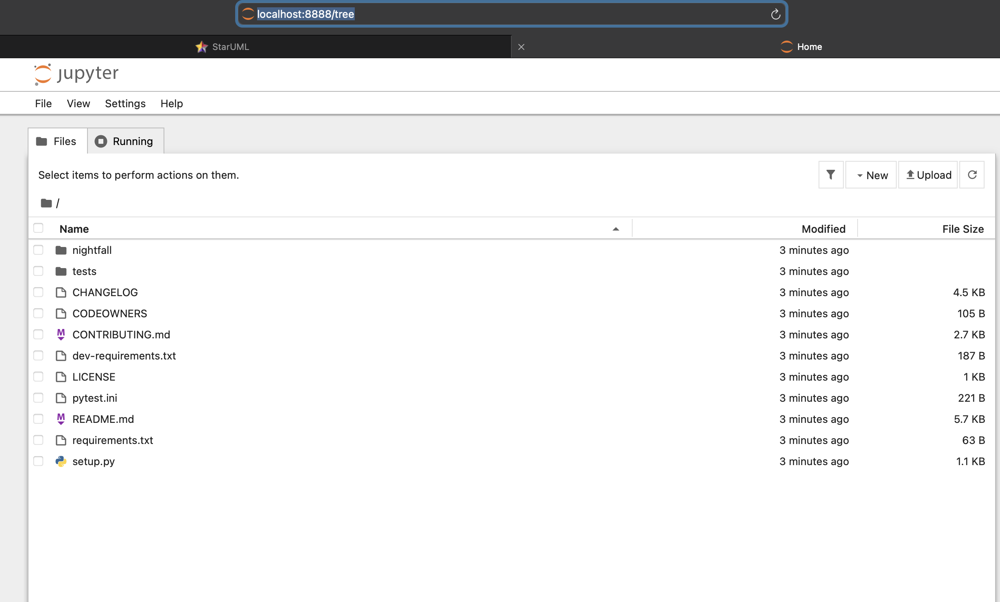 localhost:8888/tree
StarUML
Home
jupyter
File View Settings Help
Files Running
Select items to perform actions on them.
New Upload
/
Name Modified File Size
nightfall 3 minutes ago
tests 3 minutes ago
CHANGELOG 3 minutes ago 4.5 KB
CODEOWNERS 3 minutes ago 105 B
CONTRIBUTING.md 3 minutes ago 2.7 KB
dev-requirements.txt 3 minutes ago 187 B
LICENSE 3 minutes ago 1 KB
pytest.ini 3 minutes ago 221 B
README.md 3 minutes ago 5.7 KB
requirements.txt 3 minutes ago 63 B
setup.py 3 minutes ago 1.1 KB